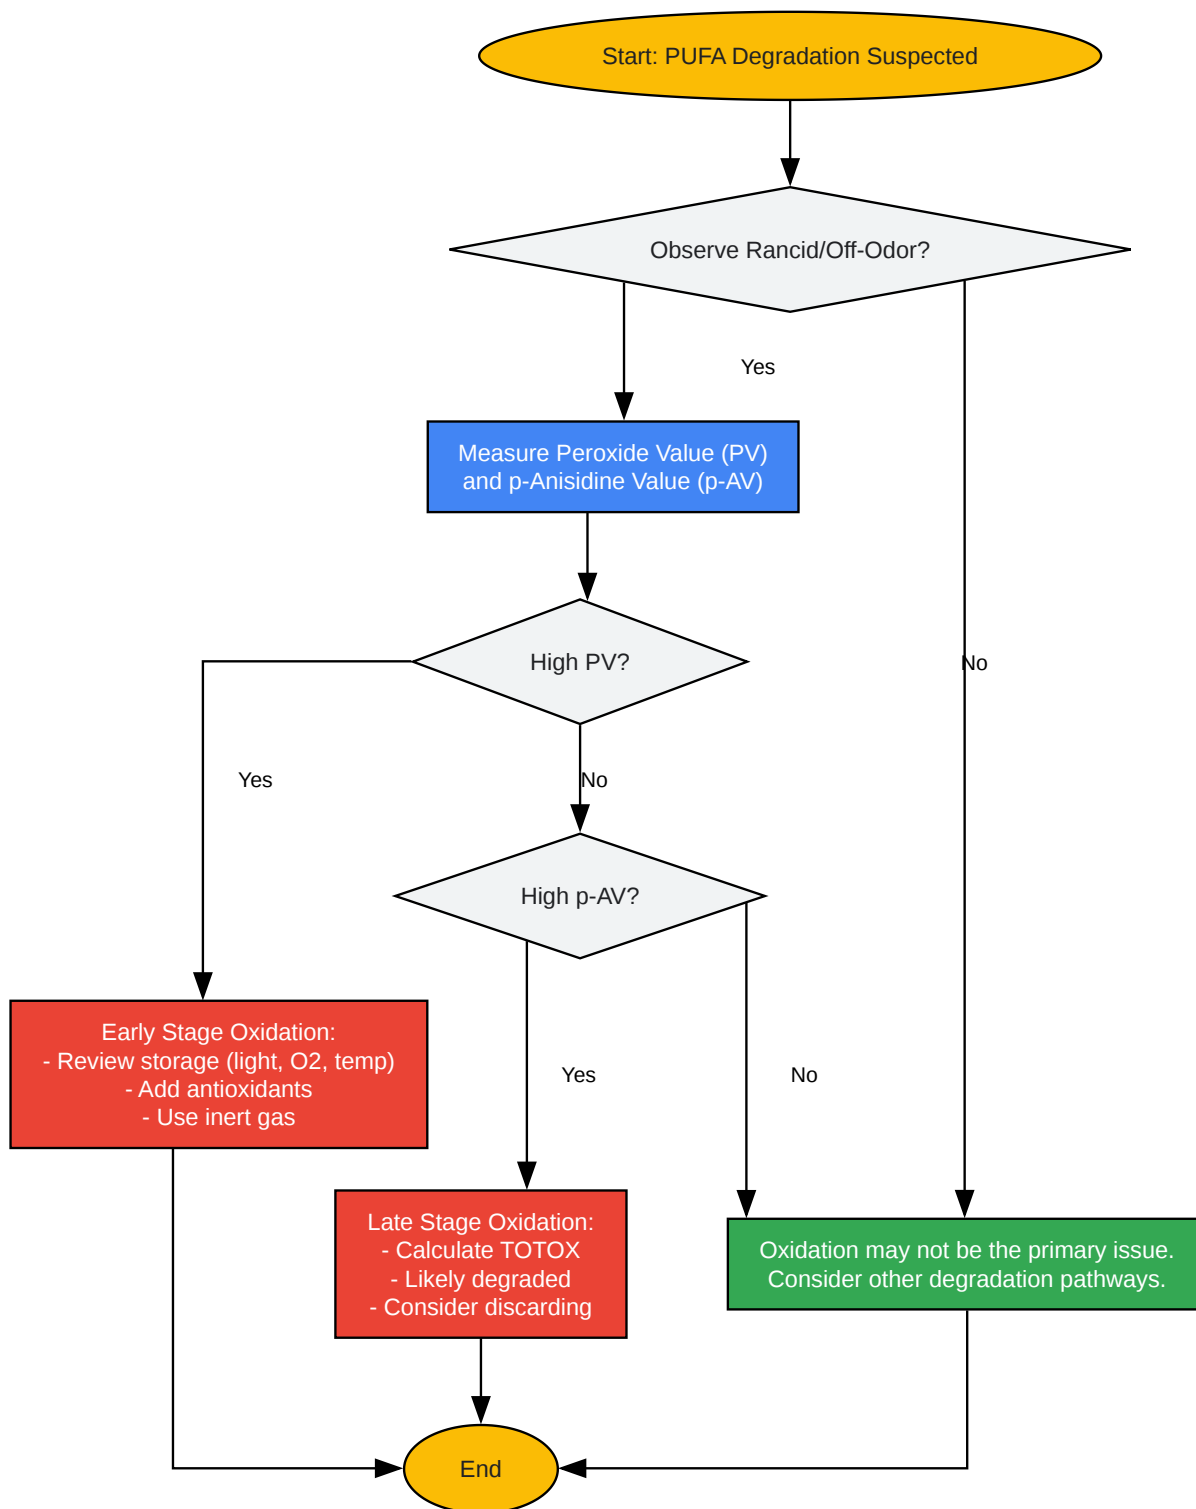 Start: PUFA Degradation Suspected
Observe Rancid/Off-Odor?
Yes
Measure Peroxide Value (PV)
and p-Anisidine Value (p-AV)
High PV?
No
Yes
No
High p-AV?
Early Stage Oxidation:
- Review storage (light, O2, temp)
- Add antioxidants
- Use inert gas
Yes
No
Late Stage Oxidation:
- Calculate TOTOX
- Likely degraded
- Consider discarding
Oxidation may not be the primary issue.
Consider other degradation pathways.
End